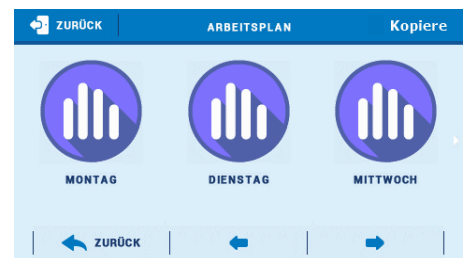 ZURÜCK
ARBEITSPLAN
Kopiere
MONTAG
DIENSTAG
MITTWOCH
ZURÜCK